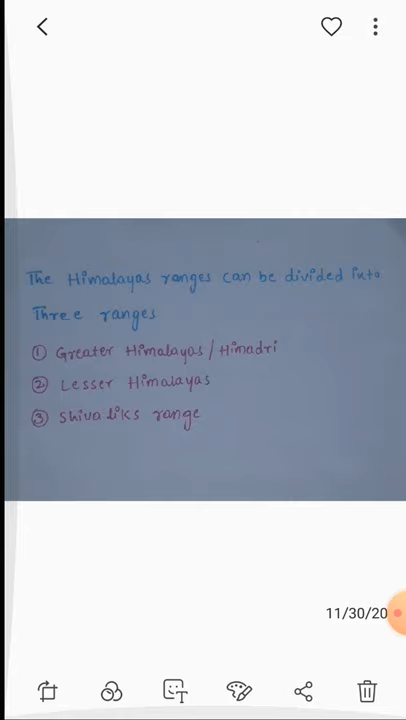 The Himalayas ranges can be divided into
Three ranges
① Greater Himalayas / Himadri
② Lesser Himalayas
③ Shivaliks range
11/30/20